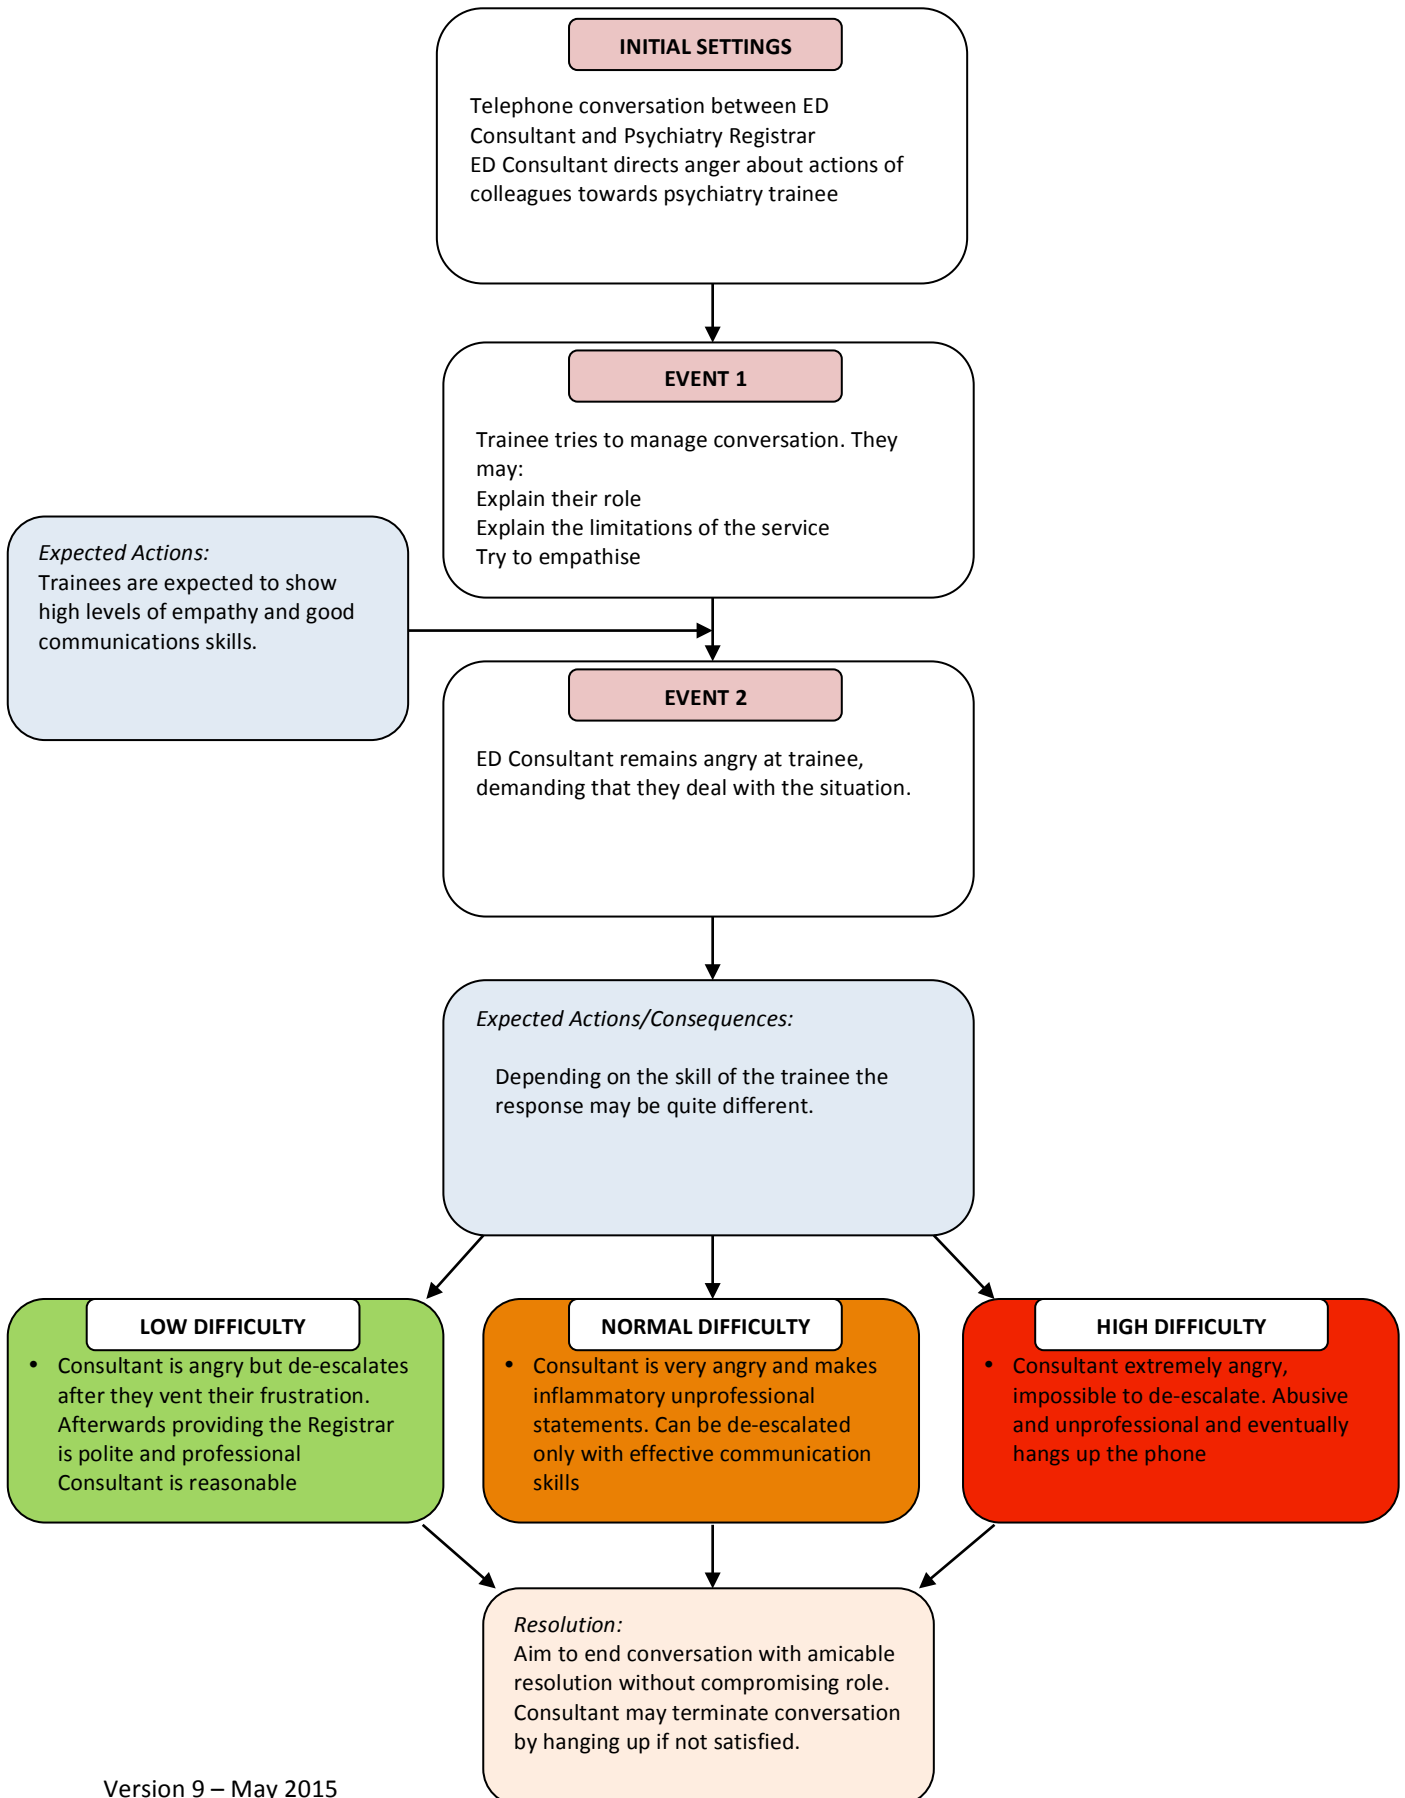 INITIAL SETTINGS
Telephone conversation between ED
Consultant and Psychiatry Registrar
ED Consultant directs anger about actions of
colleagues towards psychiatry trainee
EVENT 1
Trainee tries to manage conversation. They
may:
Explain their role
Explain the limitations of the service
Try to empathise
Expected Actions:
Trainees are expected to show
high levels of empathy and good
communications skills.
EVENT 2
ED Consultant remains angry at trainee,
demanding that they deal with the situation.
Expected Actions/Consequences:
Depending on the skill of the trainee the
response may be quite different.
LOW DIFFICULTY
• Consultant is angry but de-escalates
after they vent their frustration.
Afterwards providing the Registrar
is polite and professional
Consultant is reasonable
NORMAL DIFFICULTY
• Consultant is very angry and makes
inflammatory unprofessional
statements. Can be de-escalated
only with effective communication
skills
HIGH DIFFICULTY
• Consultant extremely angry,
impossible to de-escalate. Abusive
and unprofessional and eventually
hangs up the phone
Resolution:
Aim to end conversation with amicable
resolution without compromising role.
Consultant may terminate conversation
by hanging up if not satisfied.
Version 9 – May 2015